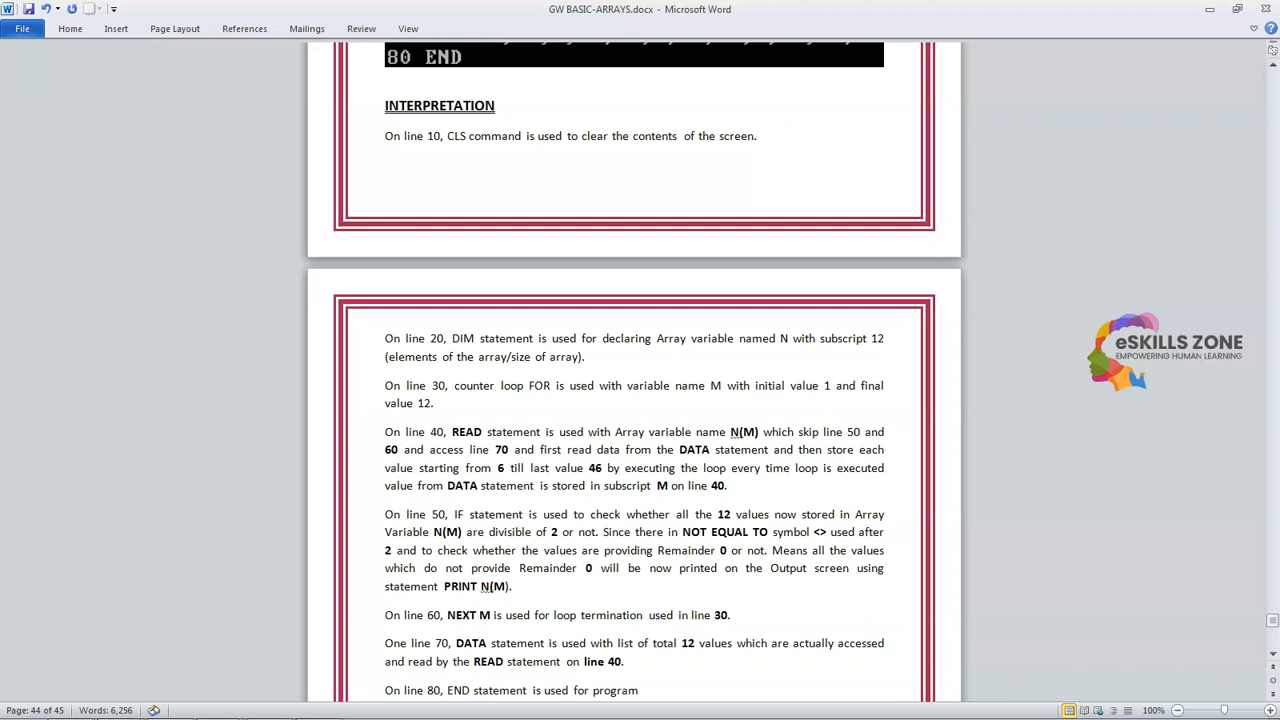 GW BASIC-ARRAYS.docx - Microsoft Word
File Home Insert Page Layout References Mailings Review View
80 END
INTERPRETATION
On line 10, CLS command is used to clear the contents of the screen.
On line 20, DIM statement is used for declaring Array variable named N with subscript 12
(elements of the array/size of array).
On line 30, counter loop FOR is used with variable name M with initial value 1 and final
value 12.
On line 40, READ statement is used with Array variable name N(M) which skip line 50 and
60 and access line 70 and first read data from the DATA statement and then store each
value starting from 6 till last value 46 by executing the loop every time loop is executed
value from DATA statement is stored in subscript M on line 40.
On line 50, IF statement is used to check whether all the 12 values now stored in Array
Variable N(M) are divisible of 2 or not. Since there in NOT EQUAL TO symbol <> used after
2 and to check whether the values are providing Remainder 0 or not. Means all the values
which do not provide Remainder 0 will be now printed on the Output screen using
statement PRINT N(M).
On line 60, NEXT M is used for loop termination used in line 30.
One line 70, DATA statement is used with list of total 12 values which are actually accessed
and read by the READ statement on line 40.
On line 80, END statement is used for program
eSKILLS ZONE
EMPOWERING HUMAN LEARNING
Page: 44 of 45 Words: 6,256 100%